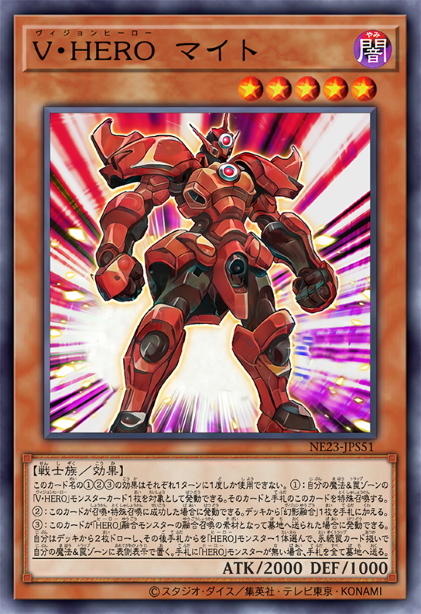 ヴィジョンヒーロー
V・HERO マイト
やみ
闇
NE23-JPS51
【戦士族／効果】
このカード名の①②③の効果はそれぞれ1ターンに1度しか使用できない。①：自分の魔法&罠ゾーンの
「V・HERO」モンスターカード1枚を対象として発動できる。そのカードと手札のこのカードを特殊召喚する。
②：このカードが召喚・特殊召喚に成功した場合に発動できる。デッキから「幻影融合」1枚を手札に加える。
③：このカードが「HERO」融合モンスターの融合素材となって墓地へ送られた場合に発動できる。
自分はデッキから2枚ドローし、その後手札から「HERO」モンスター1体選んで、永続罠カード扱いで
自分の魔法&罠ゾーンに表側表示で置く。手札に「HERO」モンスターが無い場合、手札を全て墓地へ送る。
ATK/2000 DEF/1000
©スタジオ・ダイス／集英社・テレビ東京・KONAMI